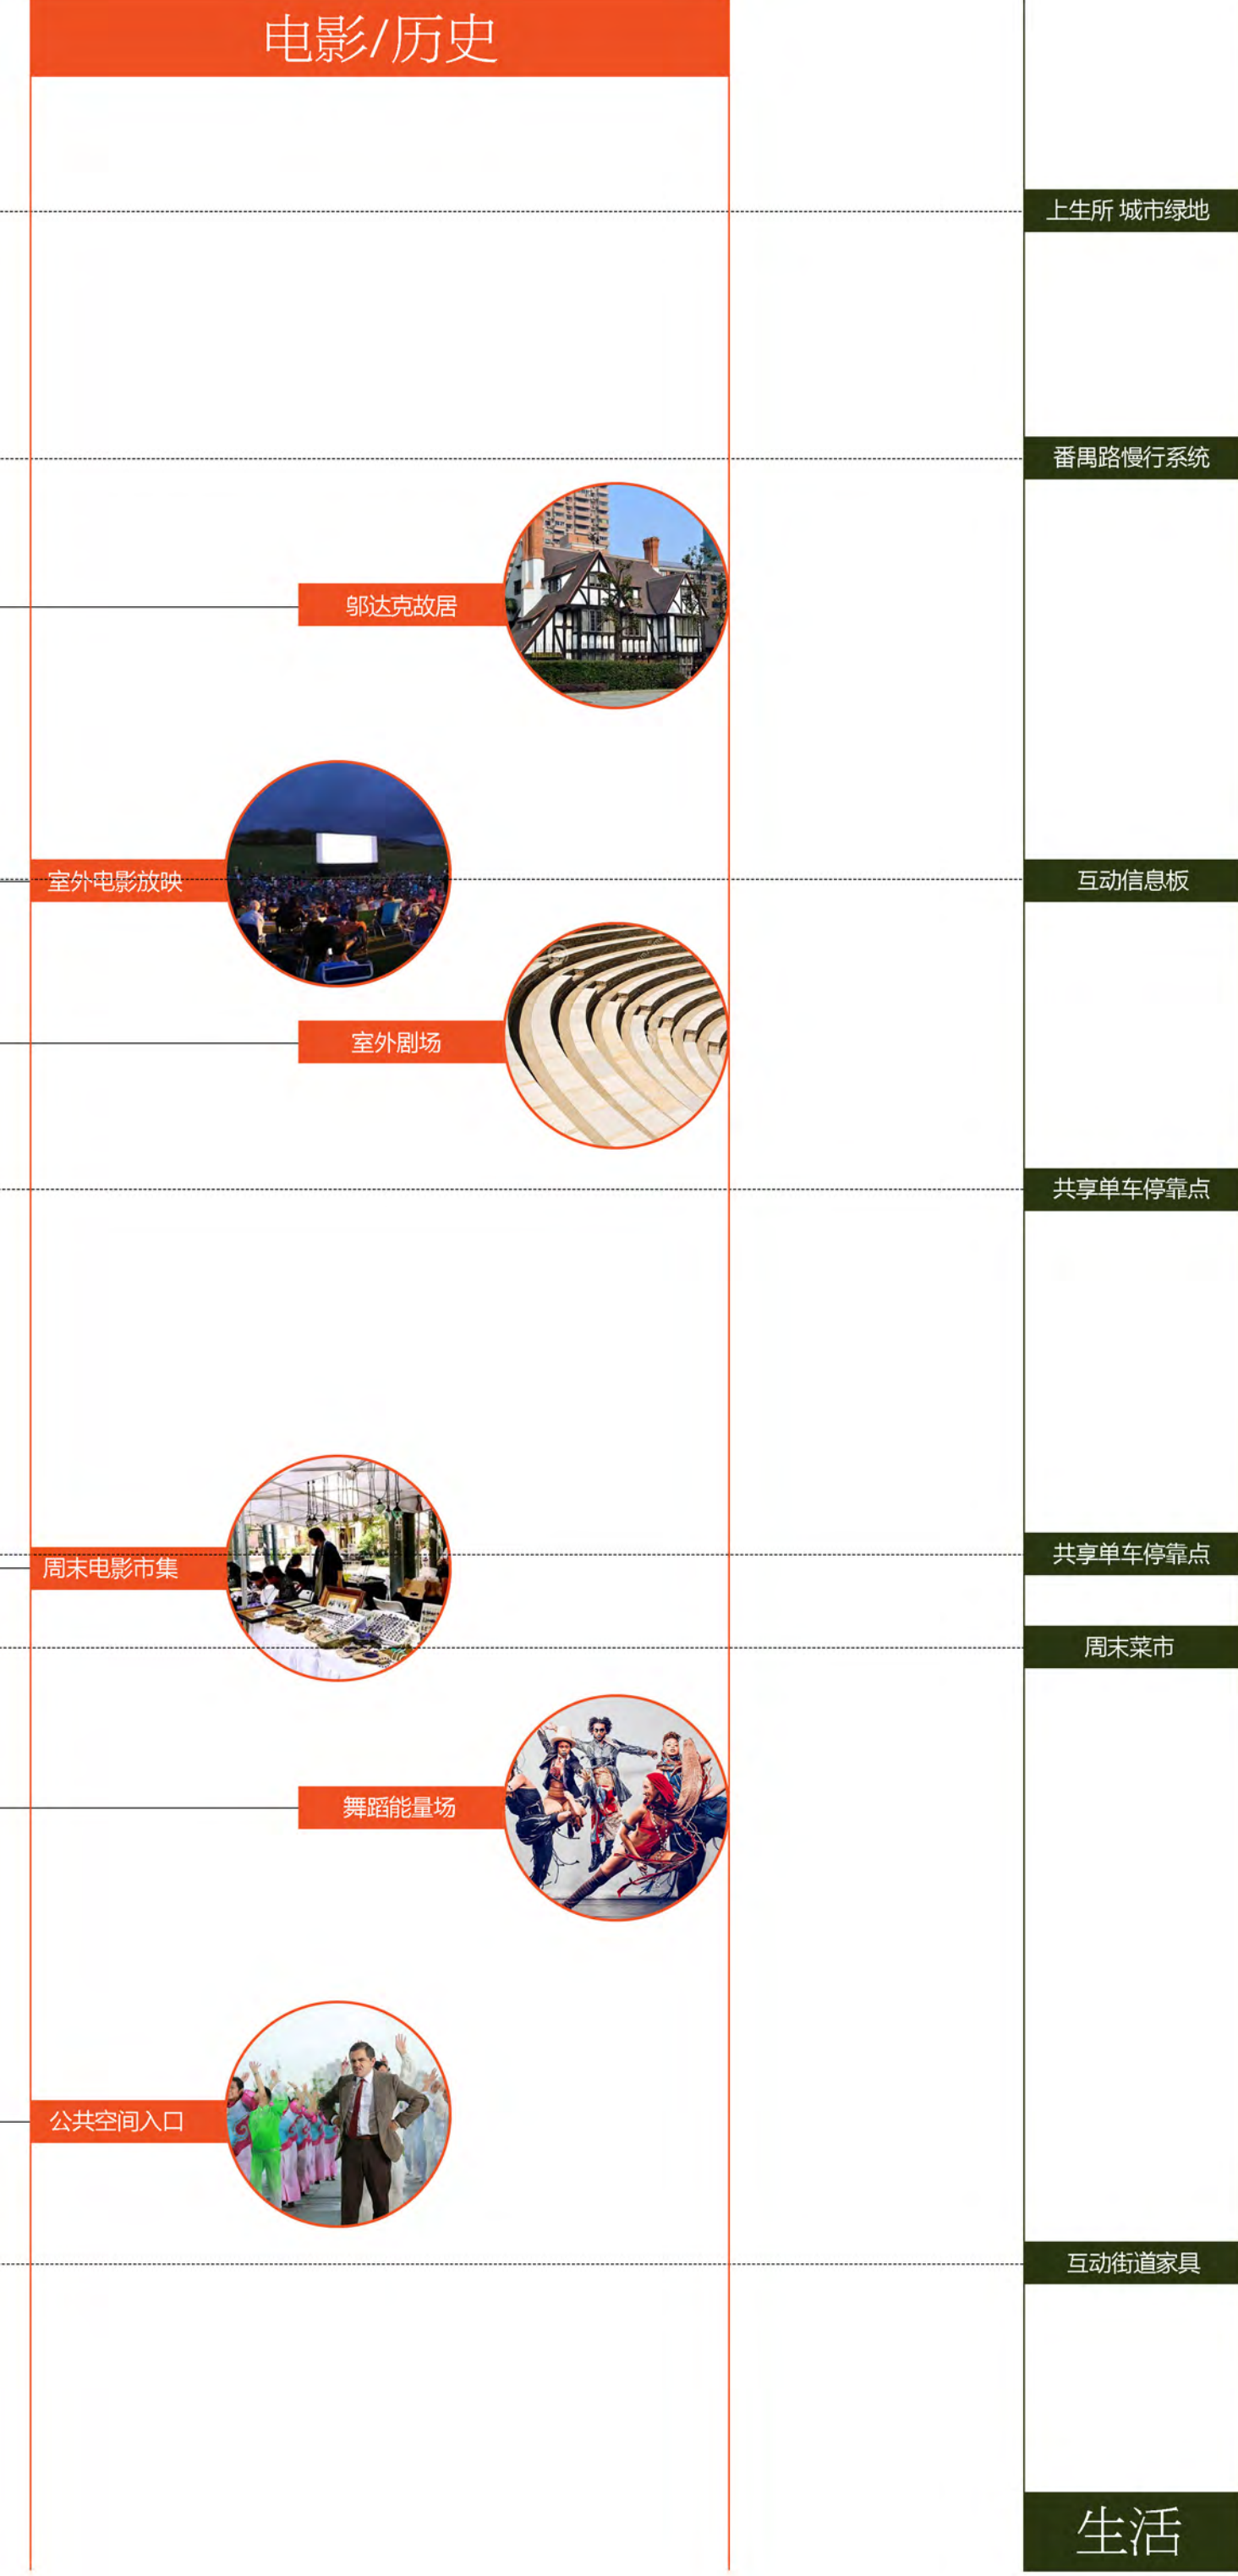 电影/历史
上生所 城市绿地
番禺路慢行系统
邬达克故居
室外电影放映
互动信息板
室外剧场
共享单车停靠点
共享单车停靠点
周末电影市集
周末菜市
舞蹈能量场
公共空间入口
互动街道家具
生活